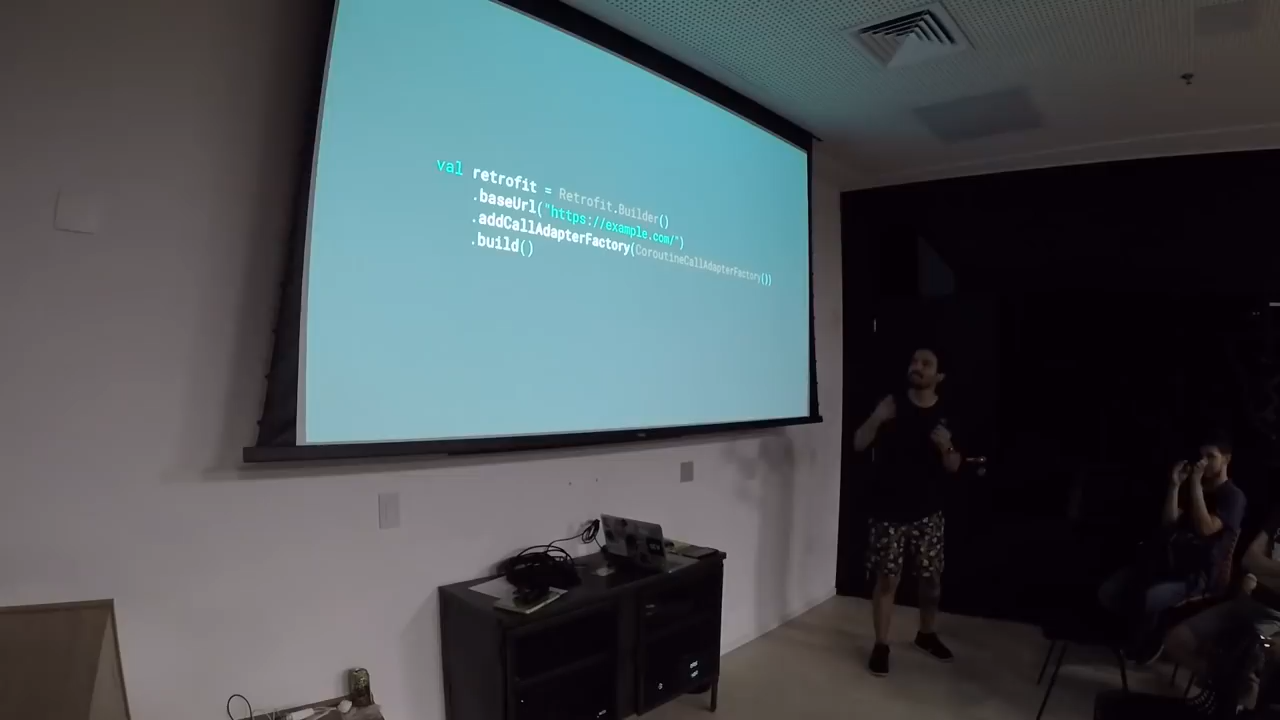 val retrofit = Retrofit.Builder()
.baseUrl("https://example.com/")
.addCallAdapterFactory(CoroutineCallAdapterFactory())
.build()